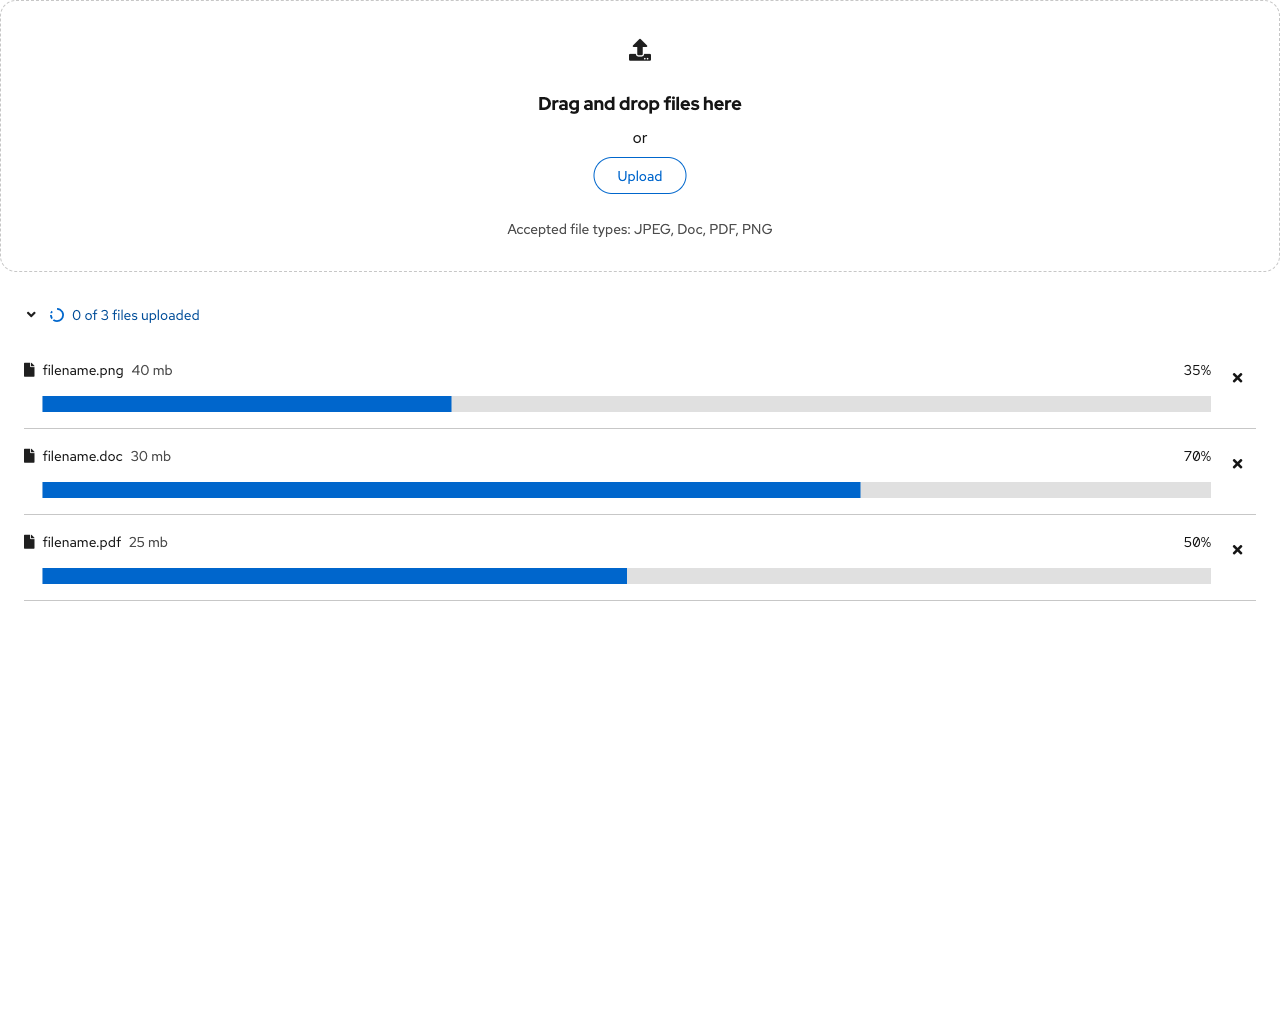 Drag and drop files here
or
Upload
Accepted file types: JPEG, Doc, PDF, PNG
0 of 3 files uploaded
filename.png 40 mb 35%
filename.doc 30 mb 70%
filename.pdf 25 mb 50%